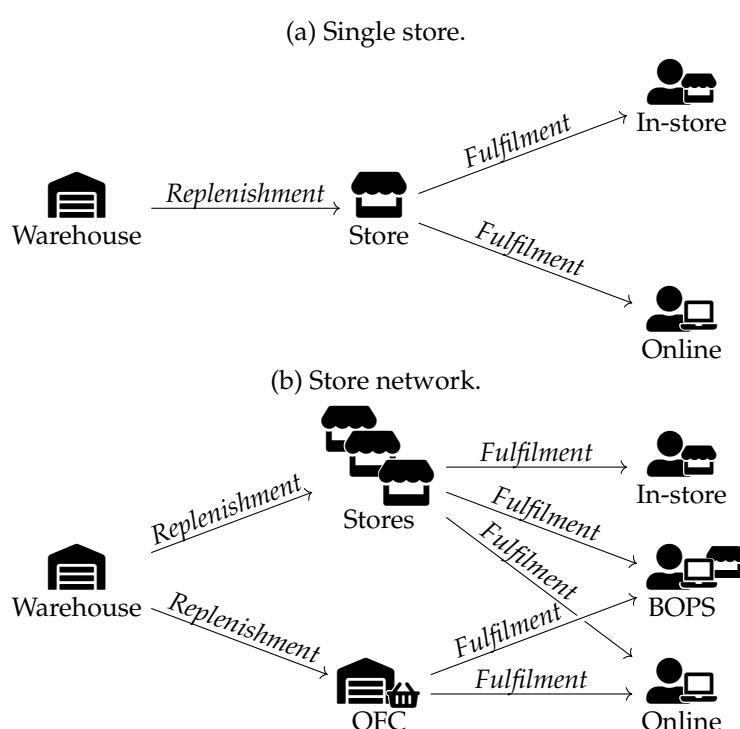 (a) Single store.
In-store
Fulfilment
Replenishment
Warehouse
Store
Fulfilment
Online
(b) Store network.
Fulfilment
In-store
Replenishment
Stores
Fulfilment
Fulfilment
Warehouse
BOPS
Replenishment
Fulfilment
Fulfilment
OFC
Online